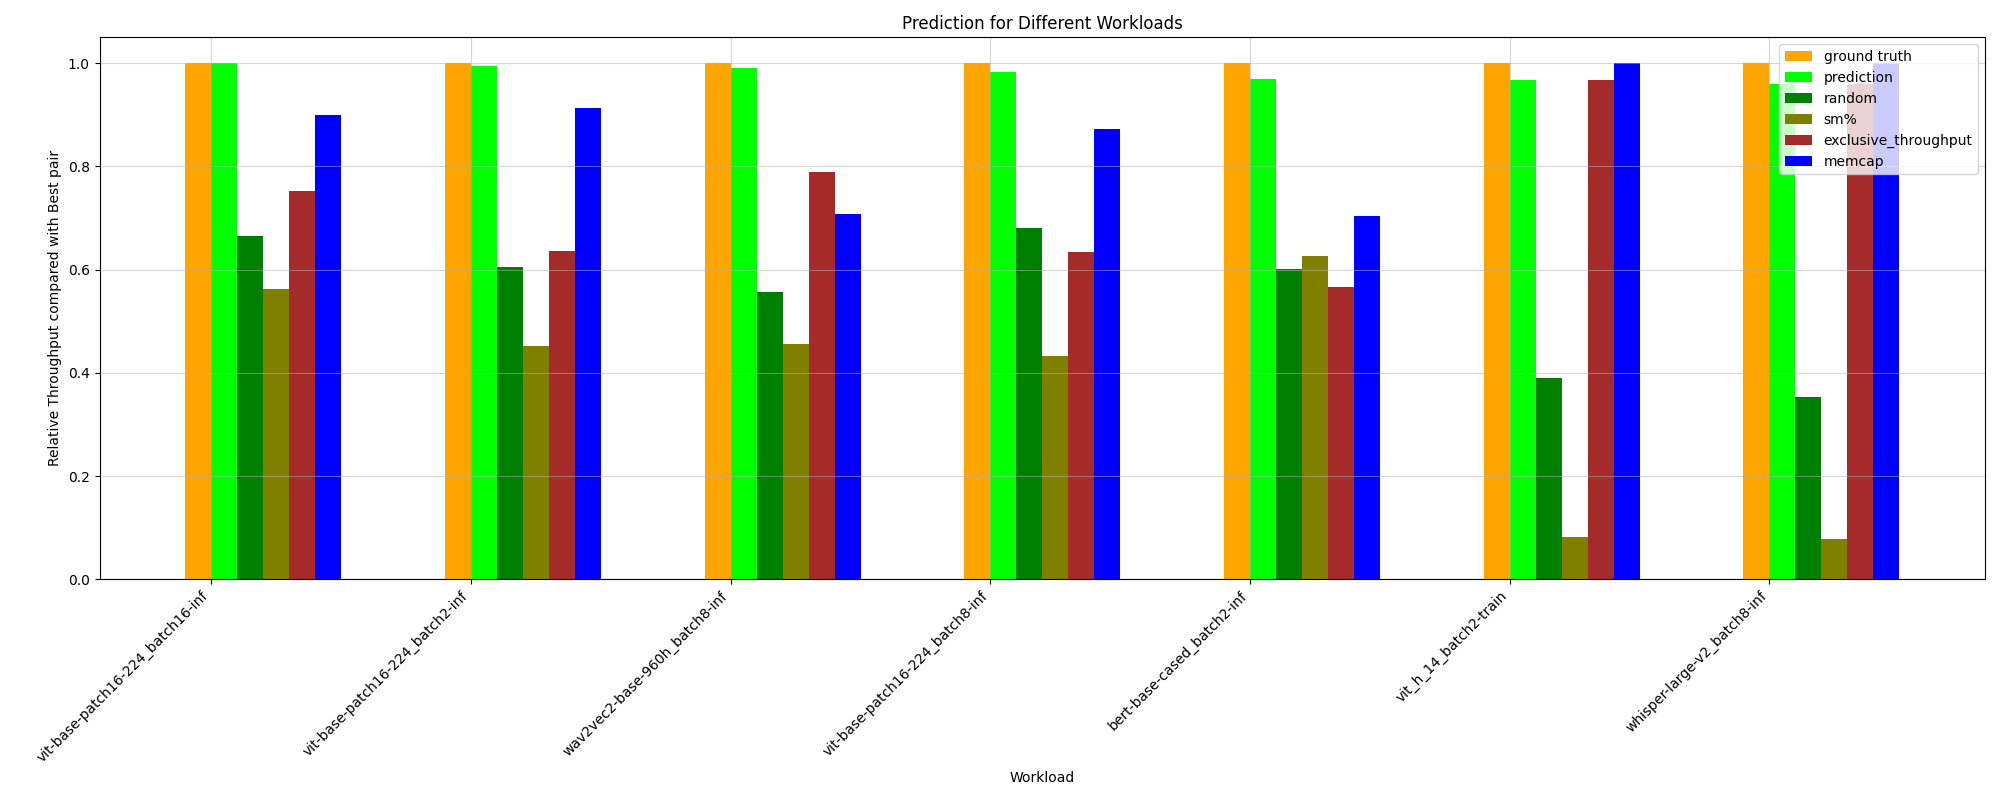 Prediction for Different Workloads
Relative Throughput compared with Best pair
1.0
0.8
0.6
0.4
0.2
0.0
ground truth
prediction
random
sm%
exclusive_throughput
memcap
vit-base-patch16-224_batch16-inf
vit-base-patch16-224_batch2-inf
wav2vec2-base-960h_batch8-inf
vit-base-patch16-224_batch8-inf
bert-base-cased_batch2-inf
vit_h_14_batch2-train
whisper-large-v2_batch8-inf
Workload